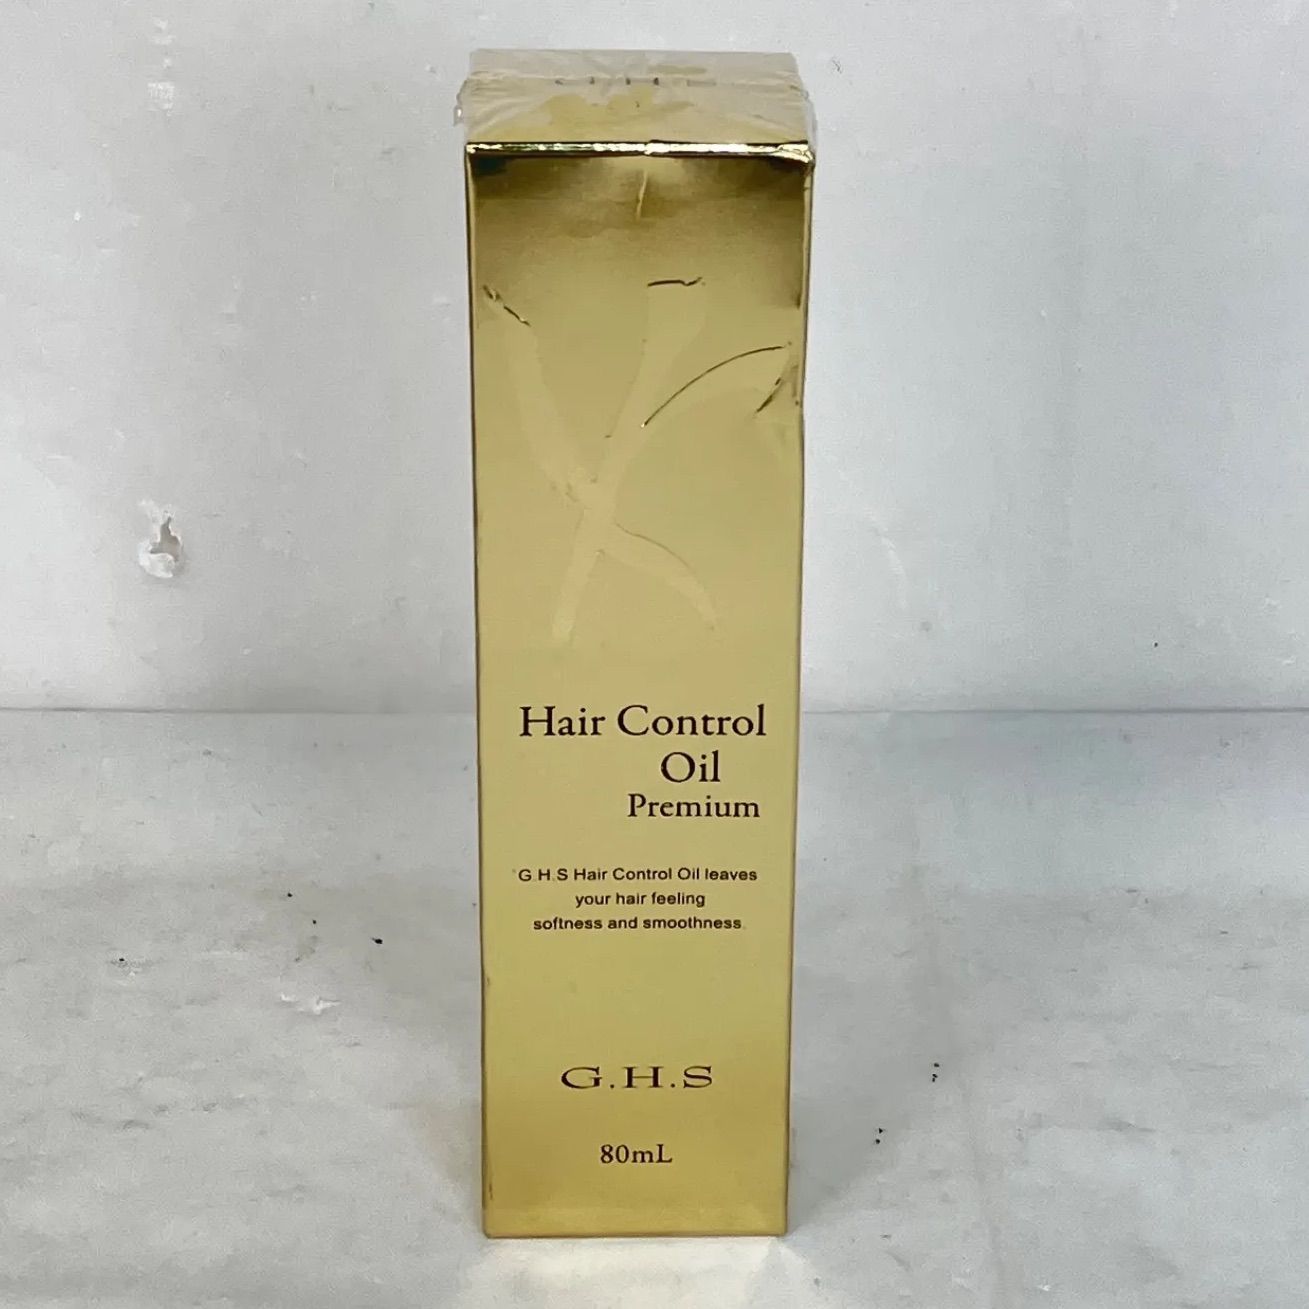 Hair Control
Oil
Premium
G.H.S Hair Control Oil leaves
your hair feeling
softness and smoothness.
G.H.S
80mL